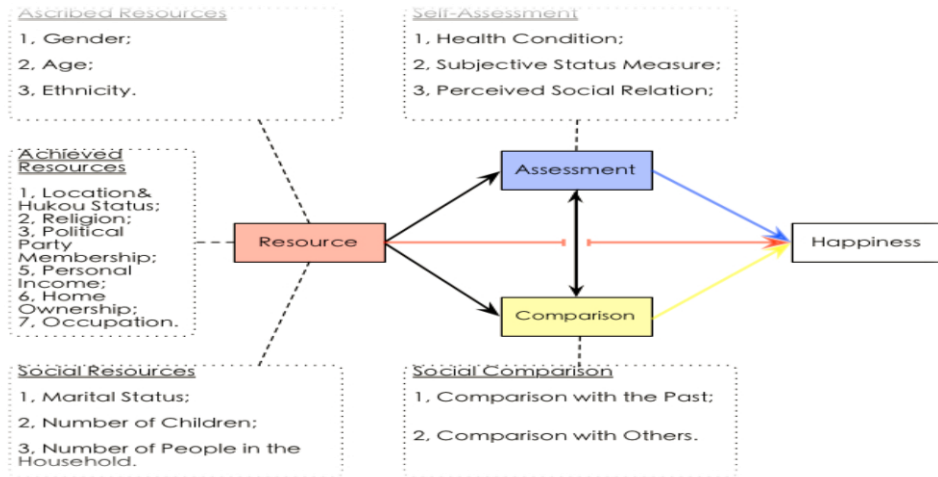 Ascribed Resources
1, Gender;
2, Age;
3, Ethnicity.
Self-Assessment
1, Health Condition;
2, Subjective Status Measure;
3, Perceived Social Relation;
Achieved
Resources
1, Location&
Hukou Status;
2, Religion;
3, Political
Party
Membership;
5, Personal
Income;
6, Home
Ownership;
7, Occupation.
Resource
Assessment
Comparison
Happiness
Social Resources
1, Marital Status;
2, Number of Children;
3, Number of People in the
Household.
Social Comparison
1, Comparison with the Past;
2, Comparison with Others.